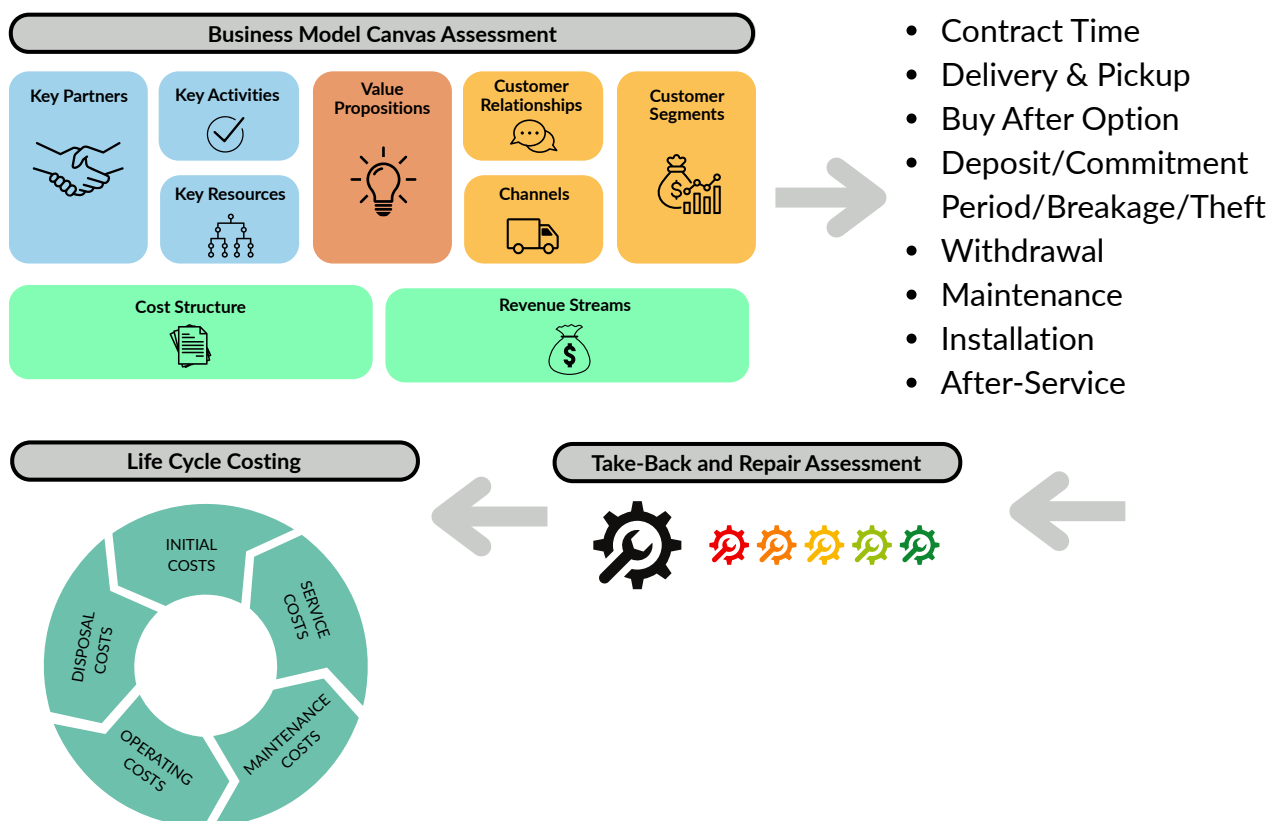 Business Model Canvas Assessment
Key Partners
Key Activities
Key Resources
Value
Propositions
Customer
Relationships
Channels
Customer
Segments
Cost Structure
$
Revenue Streams
$
• Contract Time
• Delivery & Pickup
• Buy After Option
• Deposit/Commitment
Period/Breakage/Theft
• Withdrawal
• Maintenance
• Installation
• After-Service
Take-Back and Repair Assessment
Life Cycle Costing
INITIAL
COSTS
SERVICE
COSTS
MAINTENANCE
COSTS
OPERATING
COSTS
DISPOSAL
COSTS